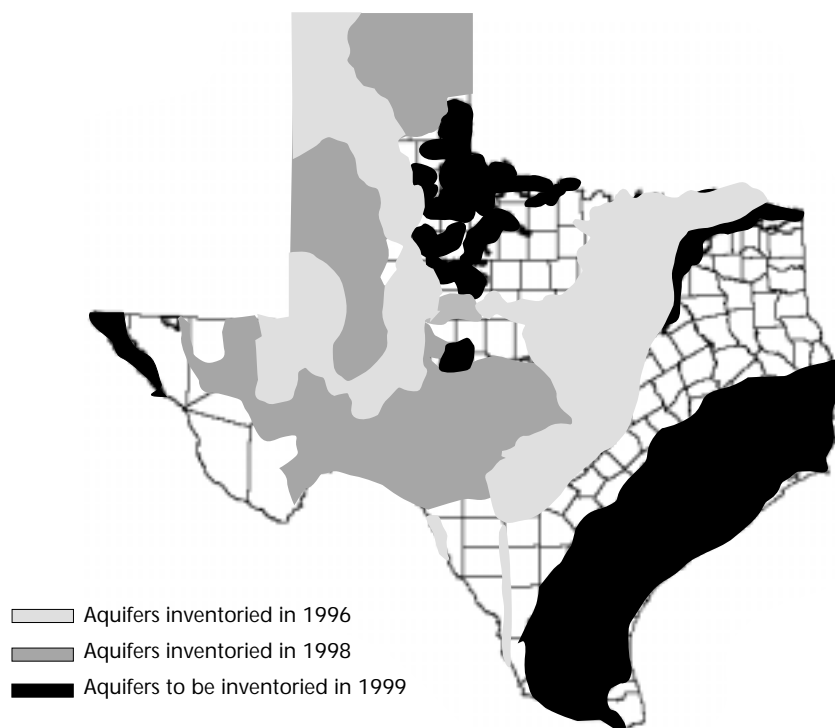 Aquifers inventoried in 1996
Aquifers inventoried in 1998
Aquifers to be inventoried in 1999